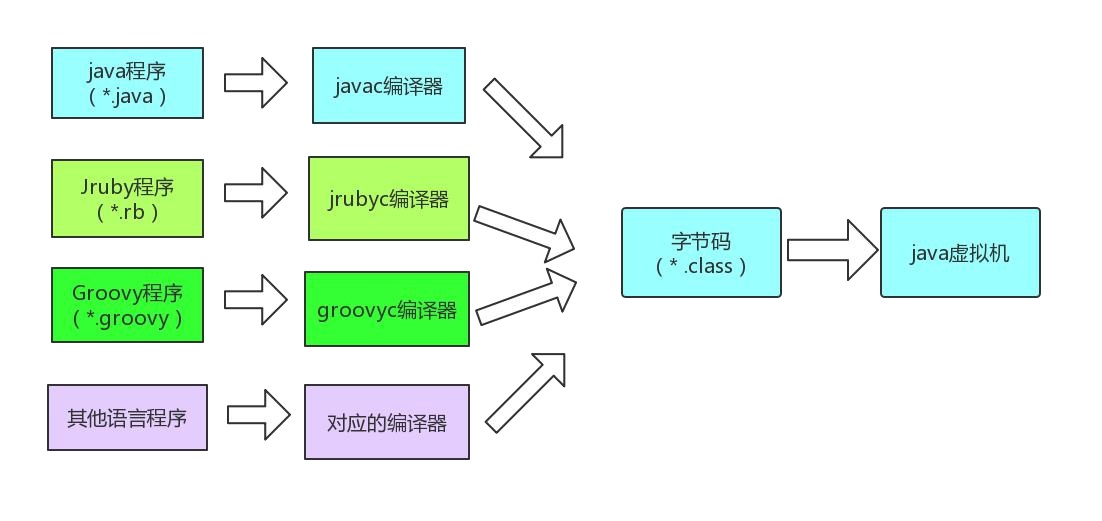 java程序
( *.java )
javac编译器
Jruby程序
( *.rb )
jrubyc编译器
Groovy程序
( *.groovy )
groovyc编译器
其他语言程序
对应的编译器
字节码
( * .class )
java虚拟机